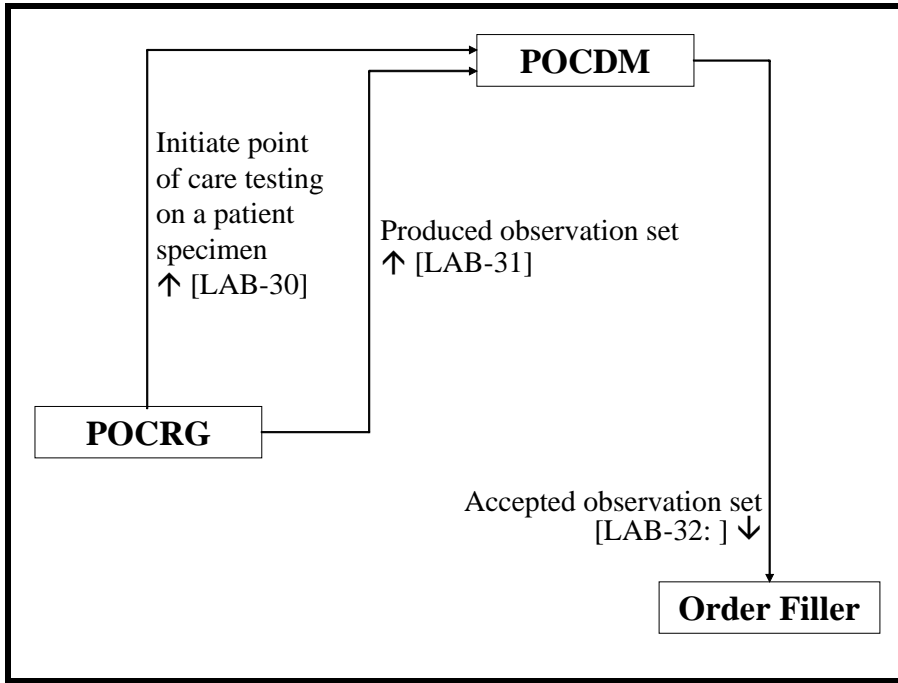 POCDM
Initiate point
of care testing
on a patient
specimen
↑ [LAB-30]
Produced observation set
↑ [LAB-31]
POCRG
Accepted observation set
[LAB-32: ] ↓
Order Filler